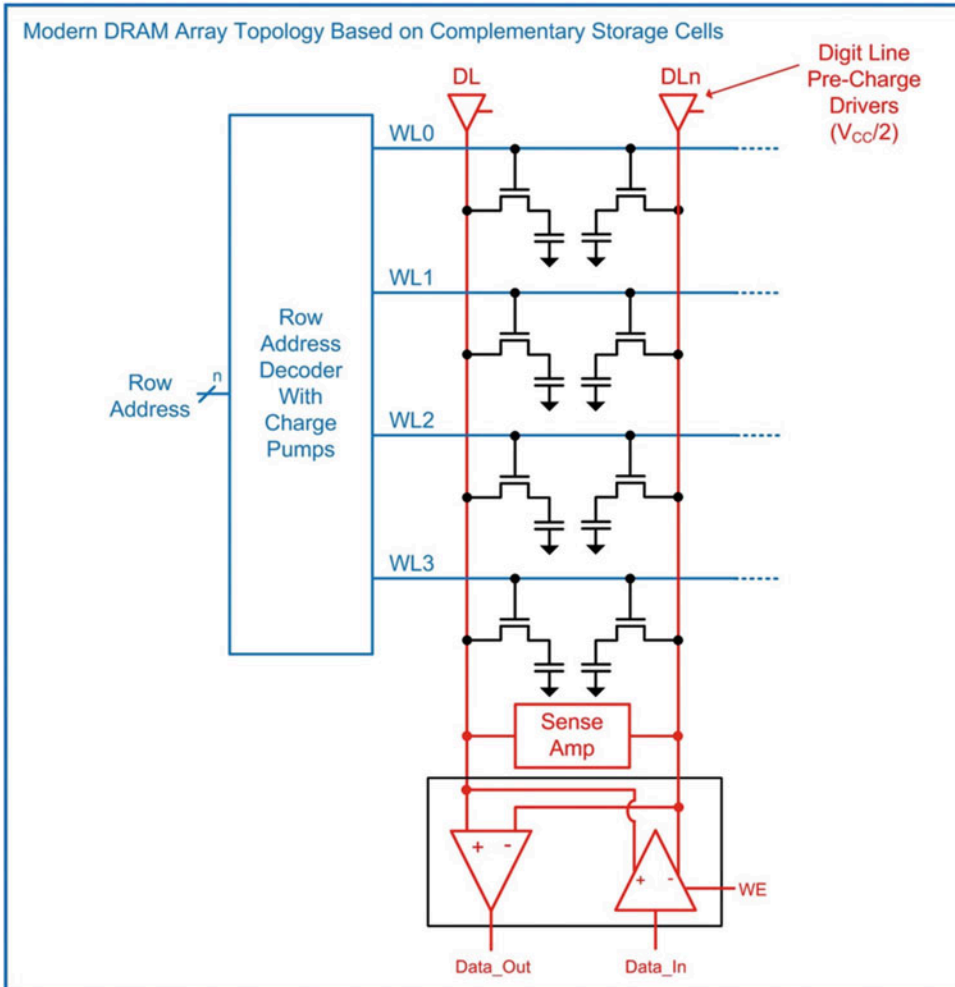 Modern DRAM Array Topology Based on Complementary Storage Cells
DL
DLn
Digit Line
Pre-Charge
Drivers
(VCC/2)
WL0
WL1
WL2
WL3
Row
Address
n
Row
Address
Decoder
With
Charge
Pumps
Sense
Amp
+ -
+ -
WE
Data_Out
Data_In